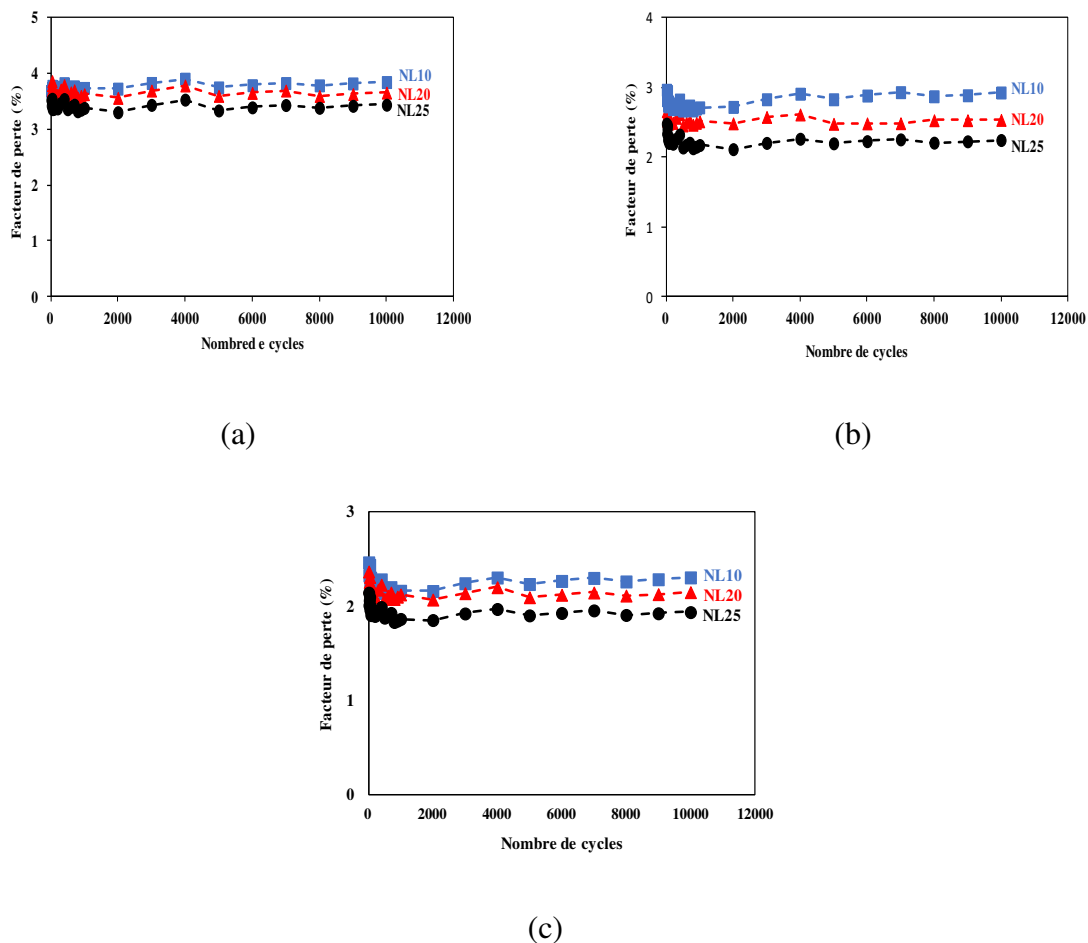 5
4
3
2
1
0
Facteur de perte (%)
NL10
NL20
NL25
0 2000 4000 6000 8000 10000 12000
Nombred e cycles
(a)
4
3
2
1
0
Facteur de perte (%)
NL10
NL20
NL25
0 2000 4000 6000 8000 10000 12000
Nombre de cycles
(b)
3
2
1
0
Facteur de perte (%)
NL10
NL20
NL25
0 2000 4000 6000 8000 10000 12000
Nombre de cycles
(c)